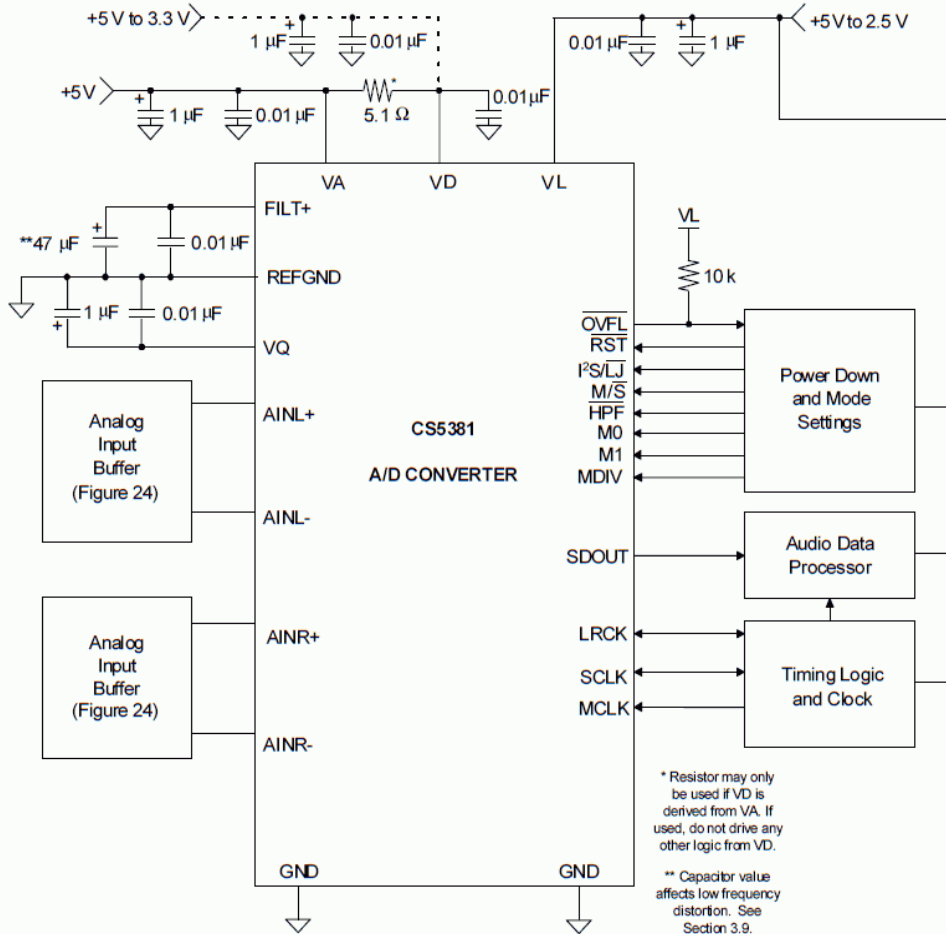 +5V to 3.3 V
1 µF
0.01 µF
0.01 µF
1 µF
+5V to 2.5 V
+5V
1 µF
0.01 µF
*
5.1 Ω
0.01 µF
VA
VD
VL
FILT+
**47 µF
0.01 µF
REFGND
1 µF
0.01 µF
VQ
VL
10 k
OVFL
RST
I²S/LJ
M/S
HPF
M0
M1
MDIV
Power Down
and Mode
Settings
Analog
Input
Buffer
(Figure 24)
AINL+
AINL-
CS5381
A/D CONVERTER
SDOUT
Audio Data
Processor
Analog
Input
Buffer
(Figure 24)
AINR+
AINR-
LRCK
SCLK
MCLK
Timing Logic
and Clock
* Resistor may only
be used if VD is
derived from VA. If
used, do not drive any
other logic from VD.
** Capacitor value
affects low frequency
distortion. See
Section 3.9.
GND
GND